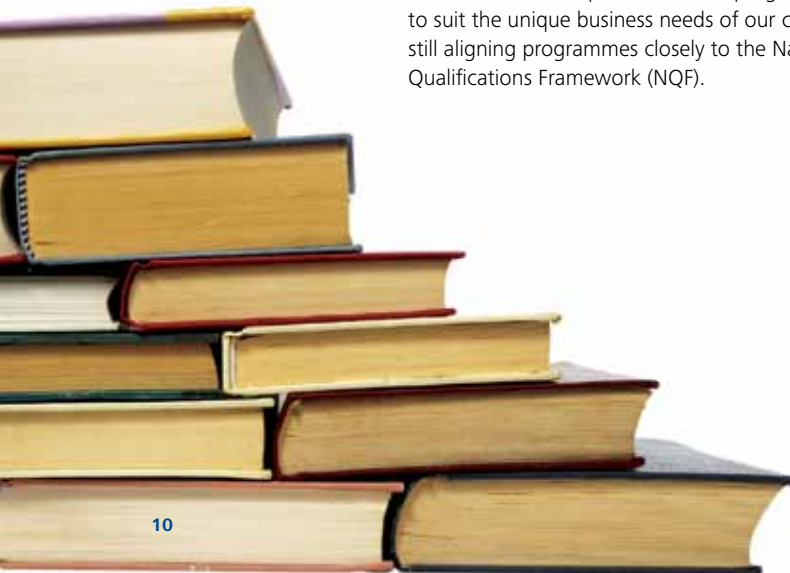 to suit the unique business needs of our
still aligning programmes closely to the
Qualifications Framework (NQF).
10